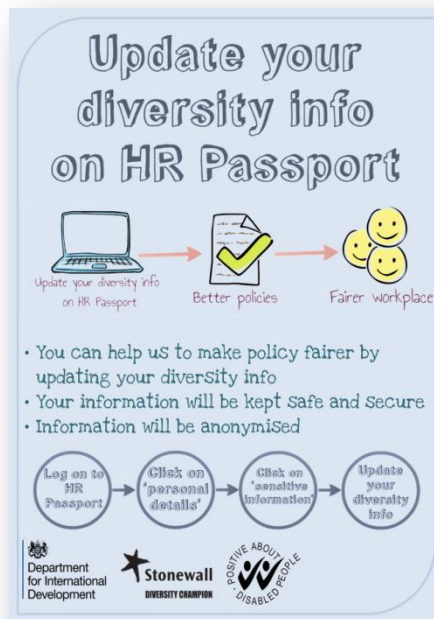 Update your
diversity info
on HR Passport
Update your diversity info
on HR Passport
Better policies
Fairer workplace
• You can help us to make policy fairer by
updating your diversity info
• Your information will be kept safe and secure
• Information will be anonymised
Log on to
HR
Passport
Click on
'personal
details'
Click on
'sensitive
information'
Update
your
diversity
info
Department
for International
Development
Stonewall
DIVERSITY CHAMPION
POSITIVE ABOUT
DISABLED PEOPLE